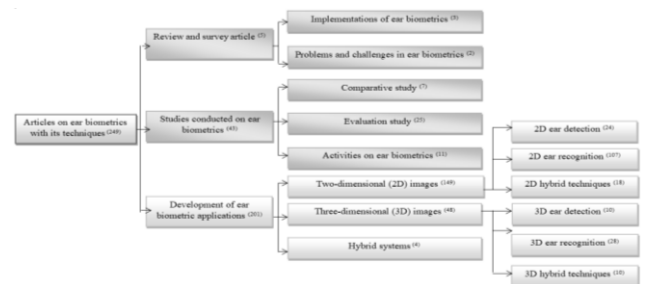 Articles on ear biometrics
with its techniques (249)
Review and survey article (5)
Implementations of ear biometrics (3)
Problems and challenges in ear biometrics (2)
Studies conducted on ear
biometrics (43)
Comparative study (7)
Evaluation study (25)
Activities on ear biometrics (11)
Development of ear
biometric applications (201)
Two-dimensional (2D) images (149)
2D ear detection (24)
2D ear recognition (107)
2D hybrid techniques (18)
Three-dimensional (3D) images (48)
3D ear detection (10)
3D ear recognition (28)
3D hybrid techniques (10)
Hybrid systems (4)